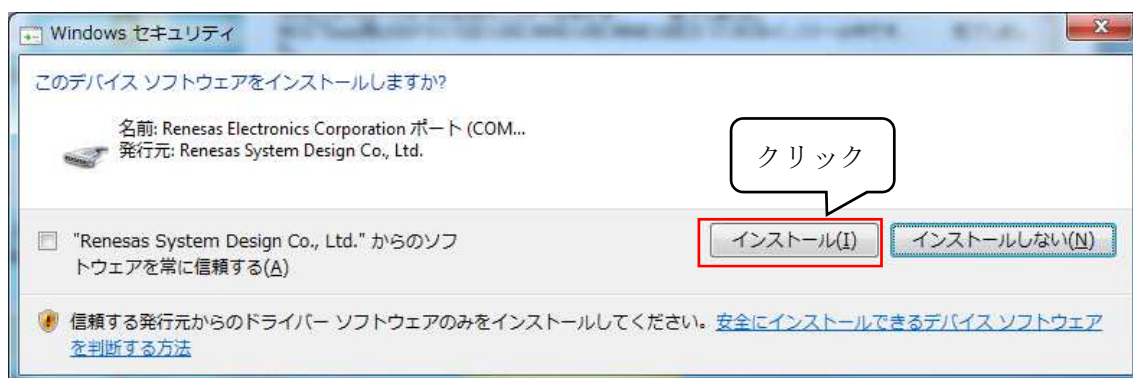 Windows セキュリティ
このデバイス ソフトウェアをインストールしますか?
名前: Renesas Electronics Corporation ポート (COM...
発行元: Renesas System Design Co., Ltd.
クリック
"Renesas System Design Co., Ltd." からのソフ
トウェアを常に信頼する(A)
インストール(I)
インストールしない(N)
信頼する発行元からのドライバー ソフトウェアのみをインストールしてください。安全にインストールできるデバイス ソフトウェア
を判断する方法